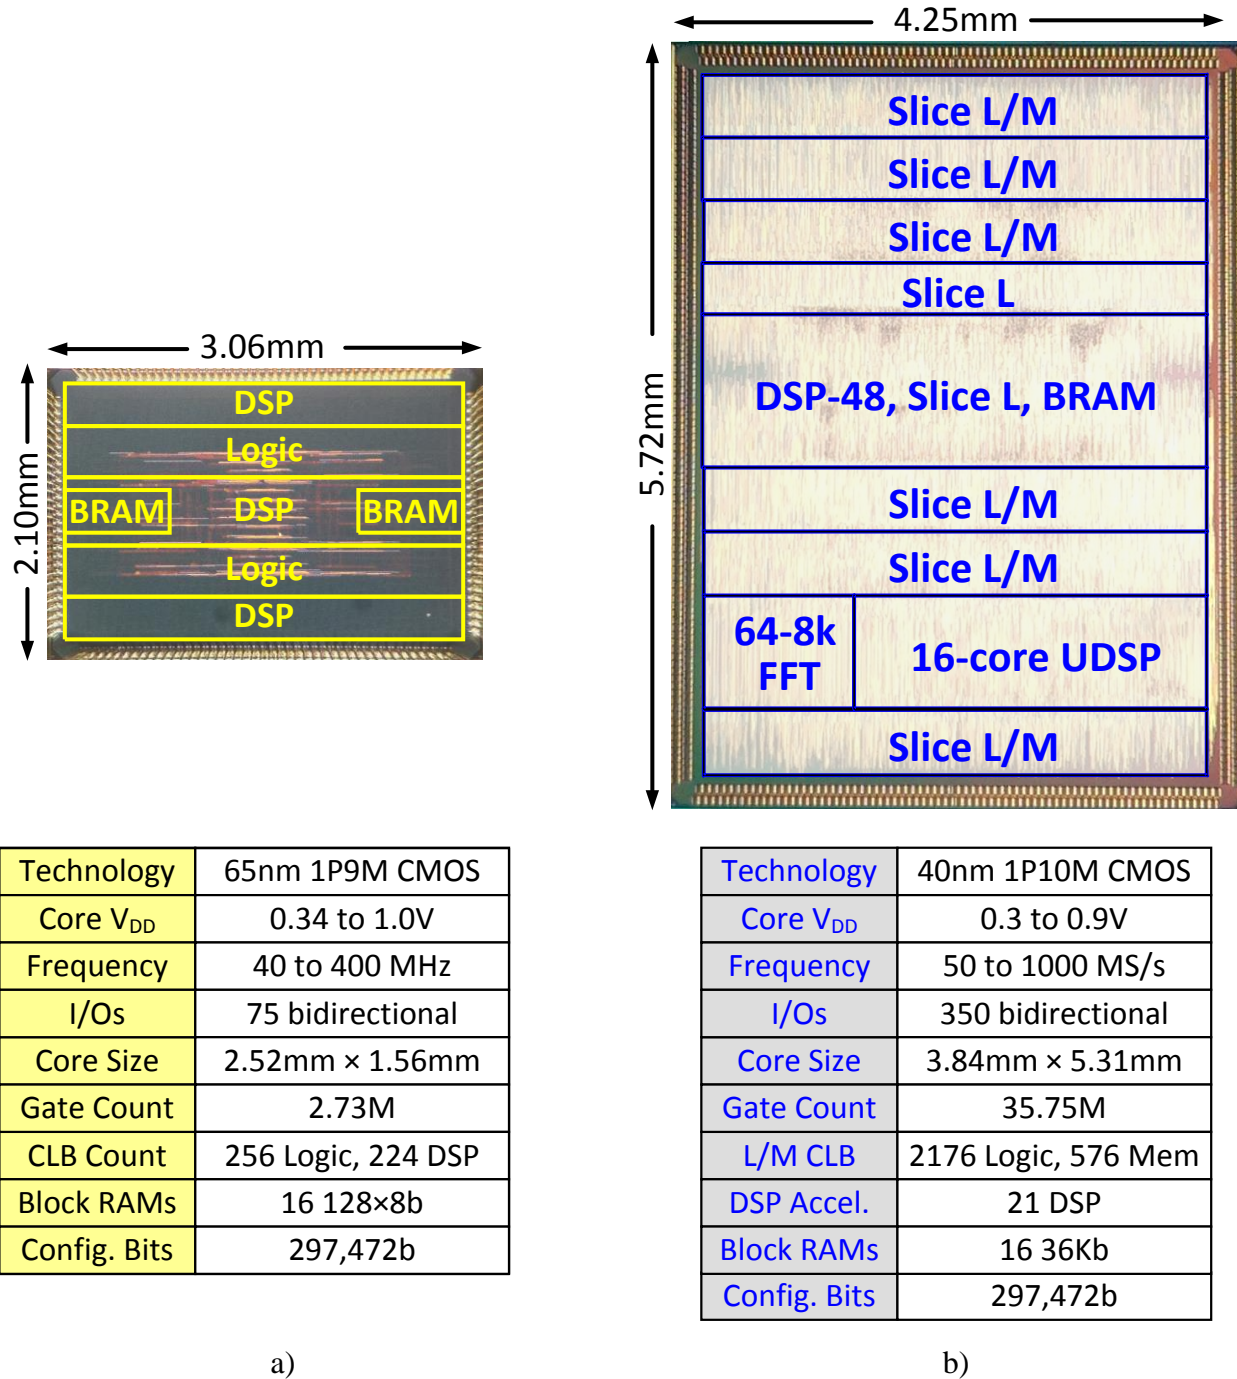 3.06mm
2.10mm
DSP
Logic
BRAM DSP BRAM
Logic
DSP
4.25mm
5.72mm
Slice L/M
Slice L/M
Slice L/M
Slice L
DSP-48, Slice L, BRAM
Slice L/M
Slice L/M
64-8k
FFT
16-core UDSP
Slice L/M
Technology 65nm 1P9M CMOS
Core VDD 0.34 to 1.0V
Frequency 40 to 400 MHz
I/Os 75 bidirectional
Core Size 2.52mm × 1.56mm
Gate Count 2.73M
CLB Count 256 Logic, 224 DSP
Block RAMs 16 128×8b
Config. Bits 297,472b
Technology 40nm 1P10M CMOS
Core VDD 0.3 to 0.9V
Frequency 50 to 1000 MS/s
I/Os 350 bidirectional
Core Size 3.84mm × 5.31mm
Gate Count 35.75M
L/M CLB 2176 Logic, 576 Mem
DSP Accel. 21 DSP
Block RAMs 16 36Kb
Config. Bits 297,472b
a)
b)